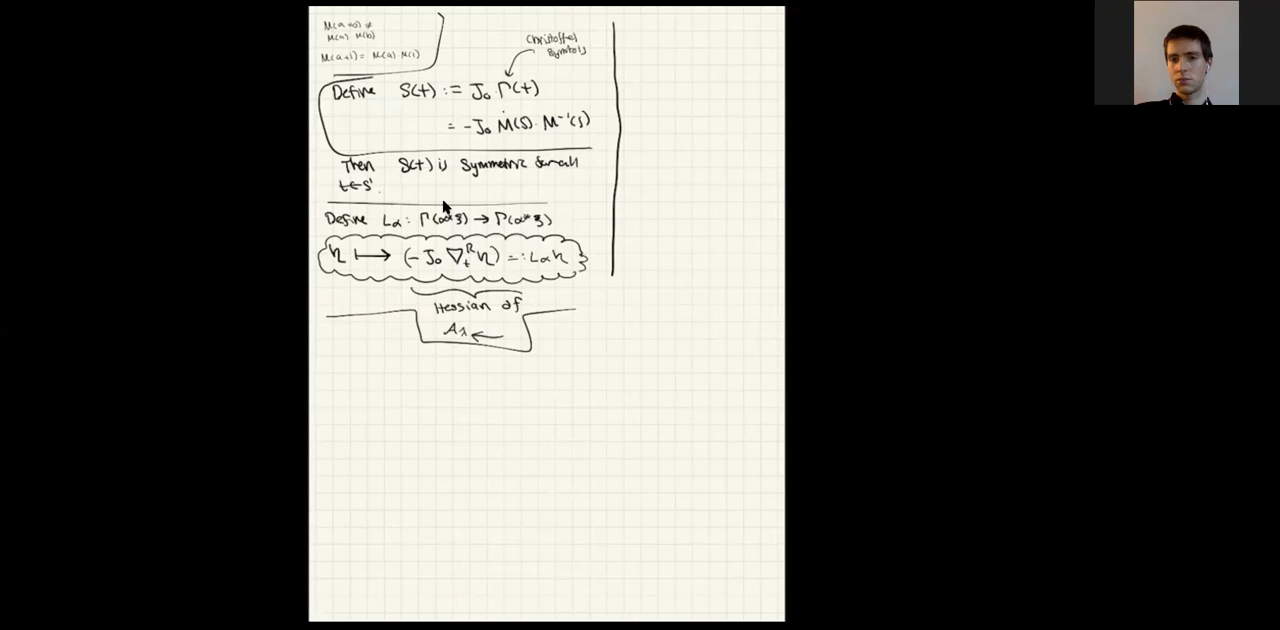 M(a+b) ≠
M(a) M(b)
M(a+1) = M(a) M(1)
Christoffel
Symbols
Define S(t) := J₀ Γ(t)
= -J₀ Ṁ(s) · M⁻¹(s)
Then S(t) is symmetric for all
t ∈ S¹.
Define Lα : Γ(α*ξ) → Γ(α*ξ)
η ⟼ (-J₀ ∇ₜᴿ η) =: Lα η
Hessian of
Aλ ←